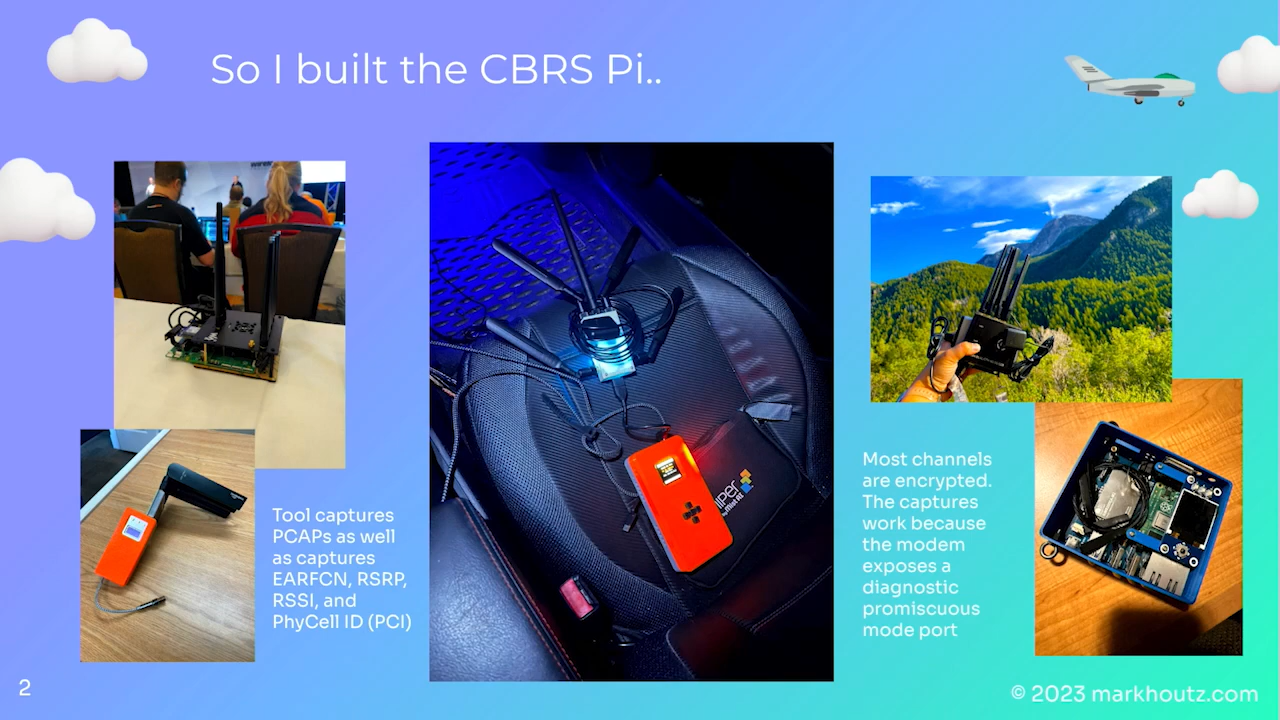 So I built the CBRS Pi..
Tool captures
PCAPs as well
as captures
EARFCN, RSRP,
RSSI, and
PhyCell ID (PCI)
Most channels
are encrypted.
The captures
work because
the modem
exposes a
diagnostic
promiscuous
mode port
2
© 2023 markhoutz.com